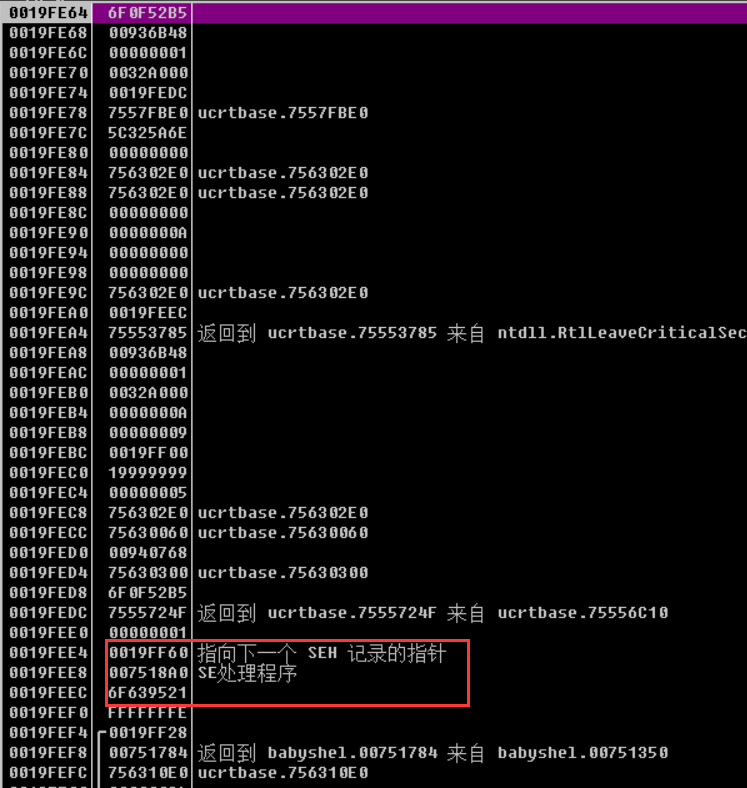 0019FE64 6F0F52B5
0019FE68 00936B48
0019FE6C 00000001
0019FE70 0032A000
0019FE74 0019FEDC
0019FE78 7557FBE0 ucrtbase.7557FBE0
0019FE7C 5C325A6E
0019FE80 00000000
0019FE84 756302E0 ucrtbase.756302E0
0019FE88 756302E0 ucrtbase.756302E0
0019FE8C 00000000
0019FE90 0000000A
0019FE94 00000000
0019FE98 00000000
0019FE9C 756302E0 ucrtbase.756302E0
0019FEA0 0019FEEC
0019FEA4 75553785 返回到 ucrtbase.75553785 来自 ntdll.RtlLeaveCriticalSec
0019FEA8 00936B48
0019FEAC 00000001
0019FEB0 0032A000
0019FEB4 0000000A
0019FEB8 00000009
0019FEBC 0019FF00
0019FEC0 19999999
0019FEC4 00000005
0019FEC8 756302E0 ucrtbase.756302E0
0019FECC 75630060 ucrtbase.75630060
0019FED0 00940768
0019FED4 75630300 ucrtbase.75630300
0019FED8 6F0F52B5
0019FEDC 7555724F 返回到 ucrtbase.7555724F 来自 ucrtbase.75556C10
0019FEE0 00000001
0019FEE4 0019FF60 指向下一个 SEH 记录的指针
0019FEE8 007518A0 SE处理程序
0019FEEC 6F639521
0019FEF0 FFFFFFFE
0019FEF4 0019FF28
0019FEF8 00751784 返回到 babyshel.00751784 来自 babyshel.00751350
0019FEFC 756310E0 ucrtbase.756310E0